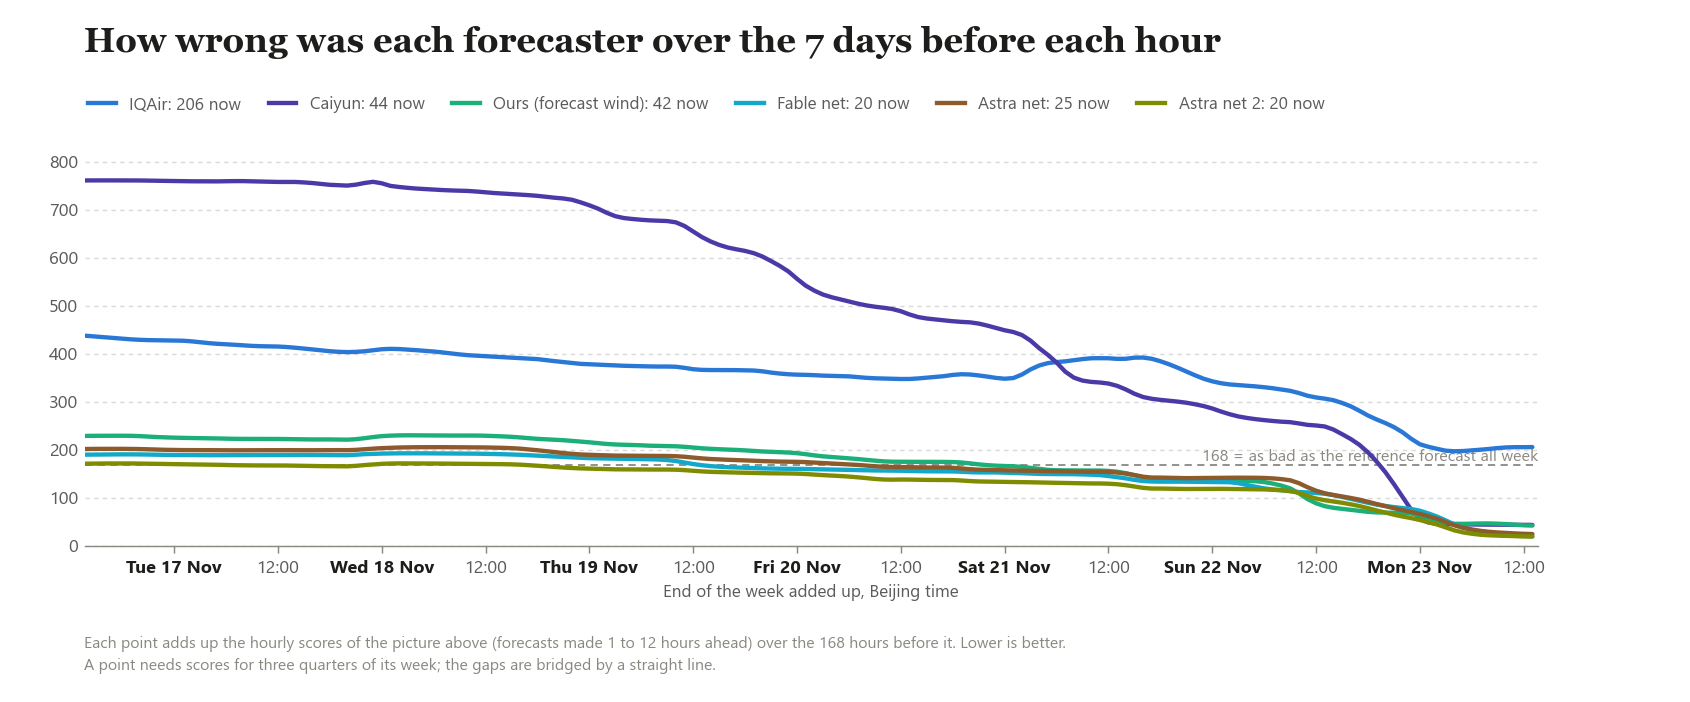 How wrong was each forecaster over the 7 days before each hour
IQAir: 206 now Caiyun: 44 now Ours (forecast wind): 42 now Fable net: 20 now Astra net: 25 now Astra net 2: 20 now
800
700
600
500
400
300
200
168 = as bad as the reference forecast all week
100
0
Tue 17 Nov 12:00 Wed 18 Nov 12:00 Thu 19 Nov 12:00 Fri 20 Nov 12:00 Sat 21 Nov 12:00 Sun 22 Nov 12:00 Mon 23 Nov 12:00
End of the week added up, Beijing time
Each point adds up the hourly scores of the picture above (forecasts made 1 to 12 hours ahead) over the 168 hours before it. Lower is better.
A point needs scores for three quarters of its week; the gaps are bridged by a straight line.